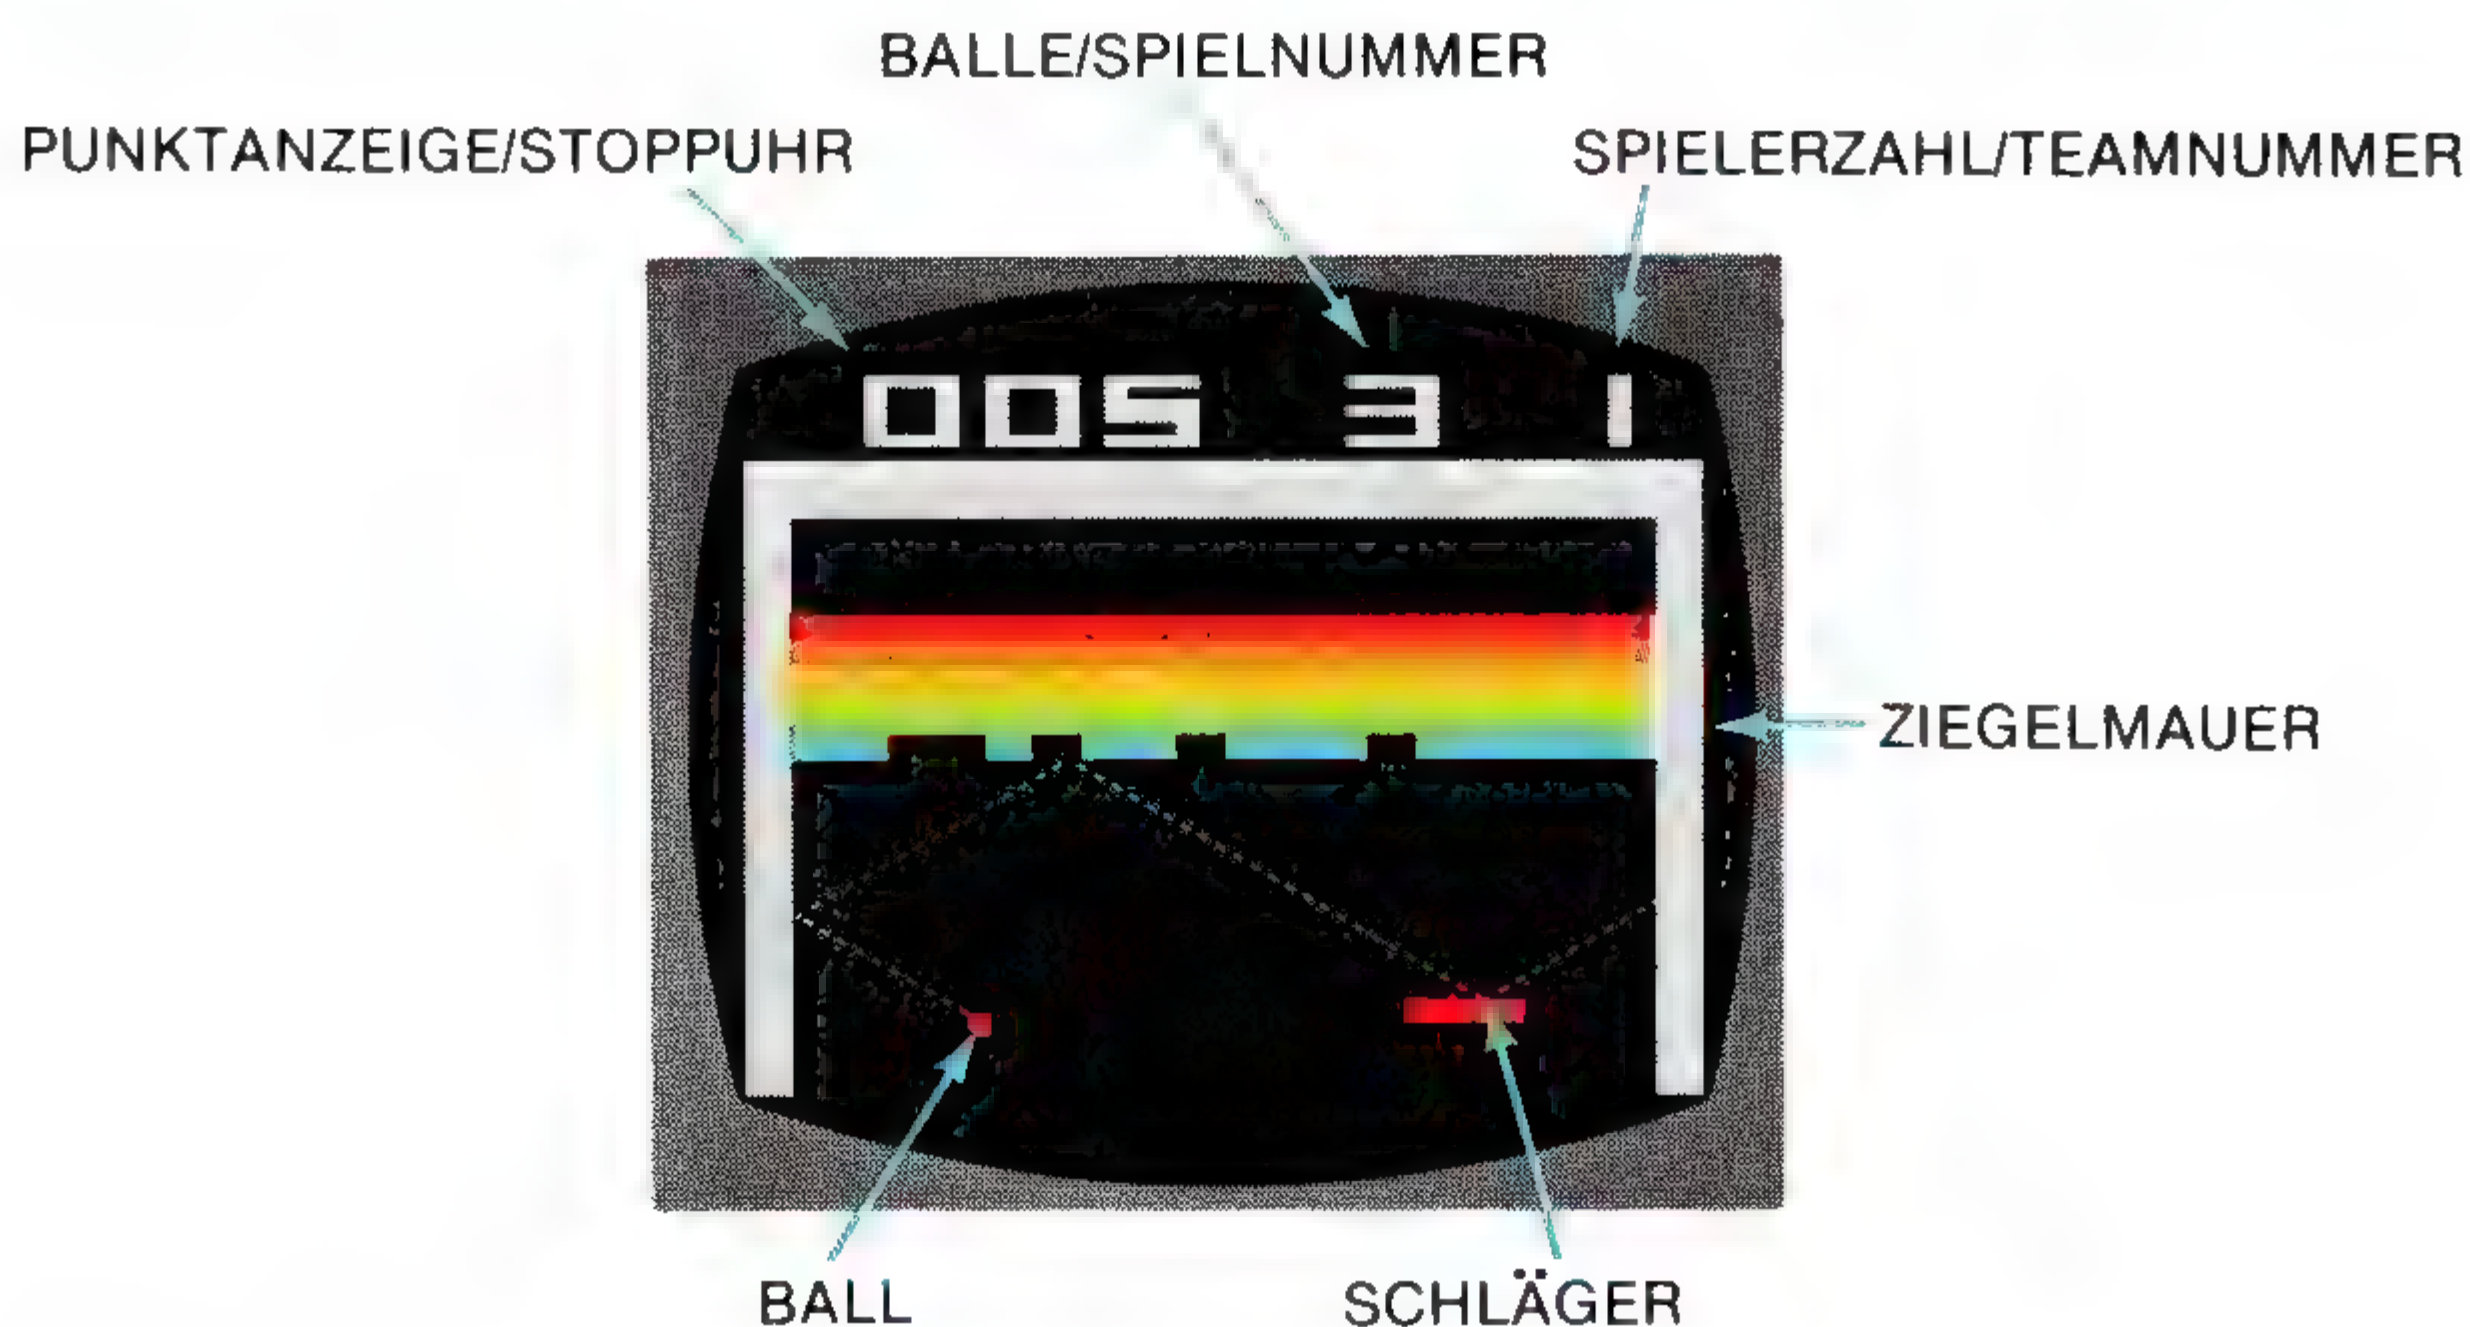 BALLE/SPIELNUMMER
PUNKTANZEIGE/STOPPUHR
SPIELERZAHL/TEAMNUMMER
005 3 1
ZIEGELMAUER
BALL
SCHLÄGER